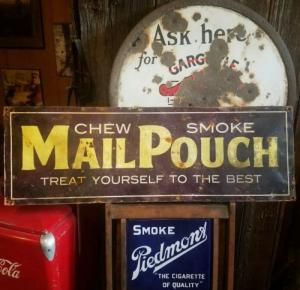 Ask here
for
GARGOYLE
CHEW SMOKE
MAIL POUCH
TREAT YOURSELF TO THE BEST
SMOKE
Piedmont
"THE CIGARETTE
OF QUALITY"
Cola